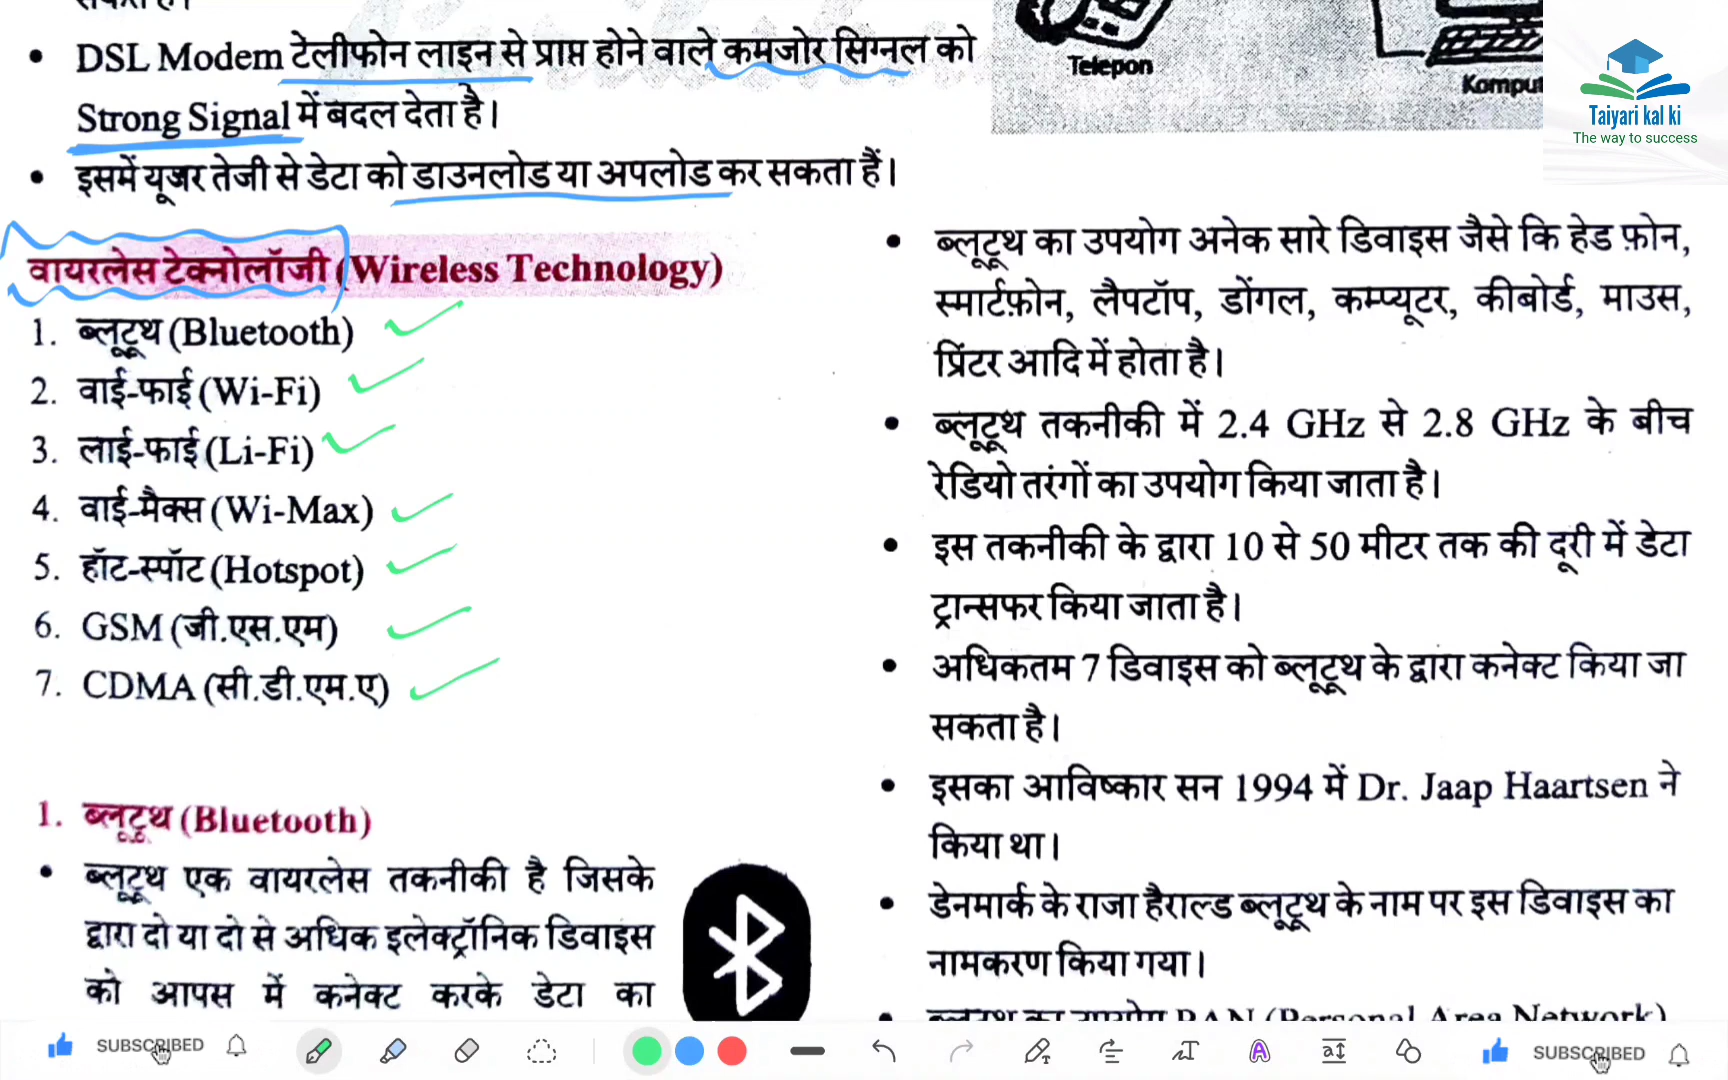 DSL Modem टेलीफोन लाइन से प्राप्त होने वाले कमजोर सिग्नल को
Strong Signal में बदल देता है।
इसमें यूजर तेजी से डेटा को डाउनलोड या अपलोड कर सकता हैं।
Telepon
Taiyari kal ki
The way to success
वायरलेस टेक्नोलॉजी (Wireless Technology)
1. ब्लूटूथ (Bluetooth)
2. वाई-फाई (Wi-Fi)
3. लाई-फाई (Li-Fi)
4. वाई-मैक्स (Wi-Max)
5. हॉट-स्पॉट (Hotspot)
6. GSM (जी.एस.एम)
7. CDMA (सी.डी.एम.ए)
1. ब्लूटूथ (Bluetooth)
• ब्लूटूथ एक वायरलेस तकनीकी है जिसके
द्वारा दो या दो से अधिक इलेक्ट्रॉनिक डिवाइस
को आपस में कनेक्ट करके डेटा का
• ब्लूटूथ का उपयोग अनेक सारे डिवाइस जैसे कि हेड फ़ोन,
स्मार्टफ़ोन, लैपटॉप, डोंगल, कम्प्यूटर, कीबोर्ड, माउस,
प्रिंटर आदि में होता है।
• ब्लूटूथ तकनीकी में 2.4 GHz से 2.8 GHz के बीच
रेडियो तरंगों का उपयोग किया जाता है।
• इस तकनीकी के द्वारा 10 से 50 मीटर तक की दूरी में डेटा
ट्रान्सफर किया जाता है।
• अधिकतम 7 डिवाइस को ब्लूटूथ के द्वारा कनेक्ट किया जा
सकता है।
• इसका आविष्कार सन 1994 में Dr. Jaap Haartsen ने
किया था।
• डेनमार्क के राजा हैराल्ड ब्लूटूथ के नाम पर इस डिवाइस का
नामकरण किया गया।
• ब्लूटूथ का उपयोग PAN (Personal Area Network)
SUBSCRIBED
SUBSCRIBED